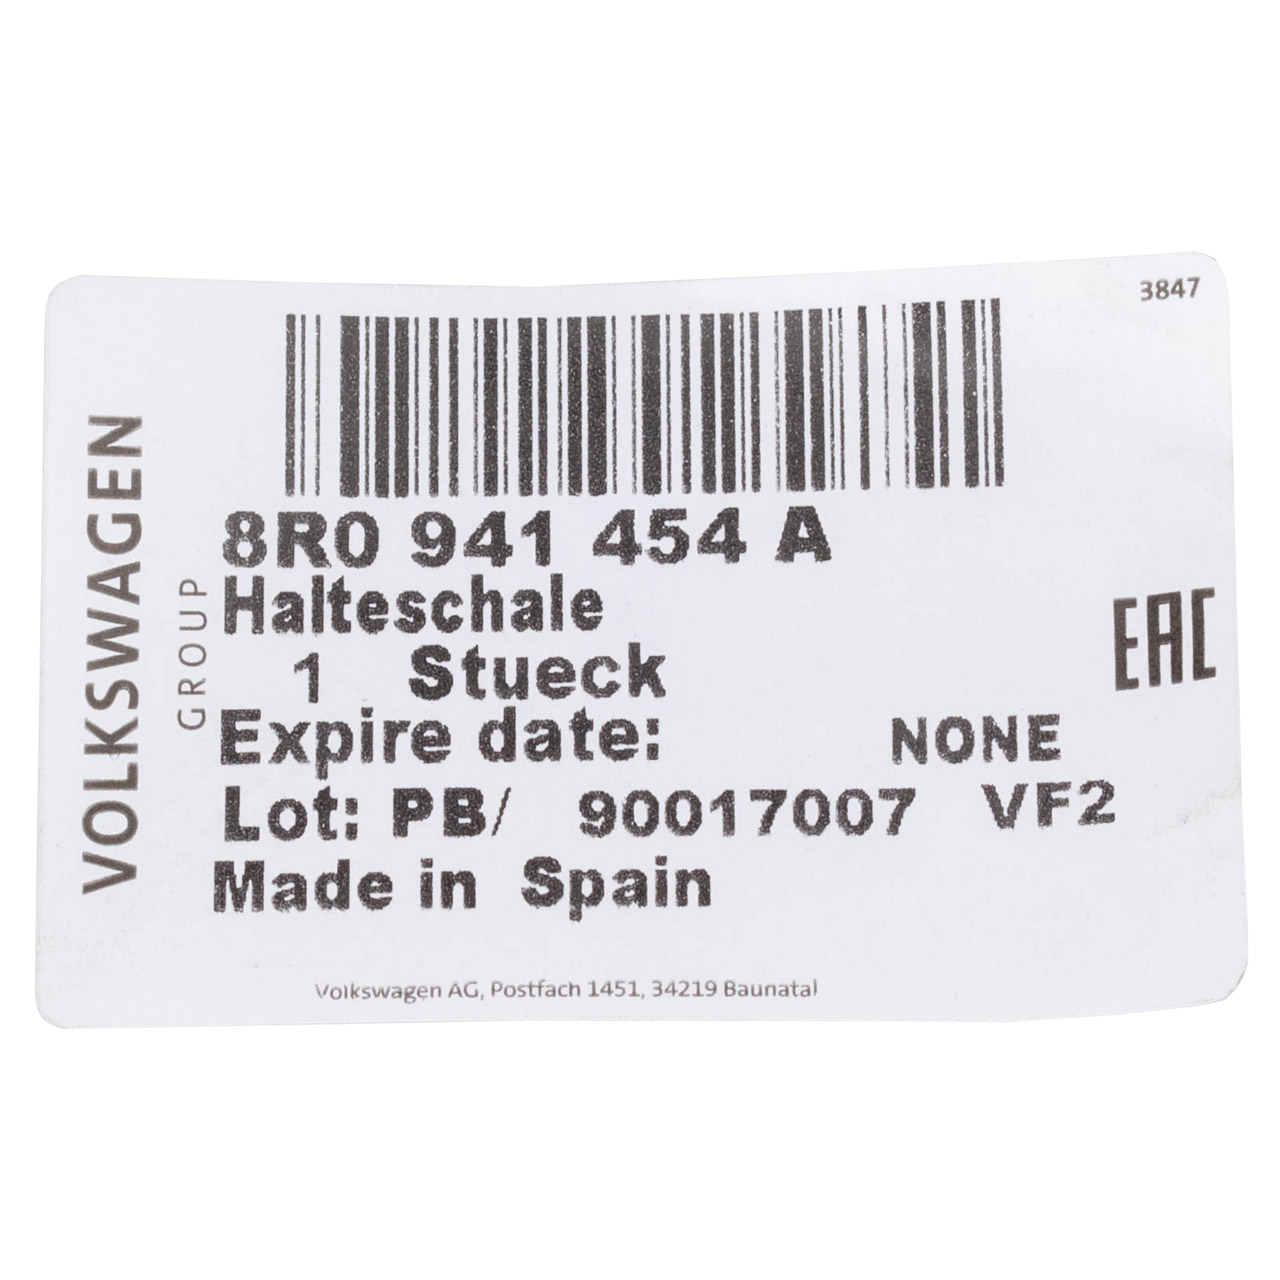 3847
VOLKSWAGEN
GROUP
8R0 941 454 A
Halteschale
1 Stueck
Expire date: NONE
Lot: PB/ 90017007 VF2
Made in Spain
EAC
Volkswagen AG, Postfach 1451, 34219 Baunatal